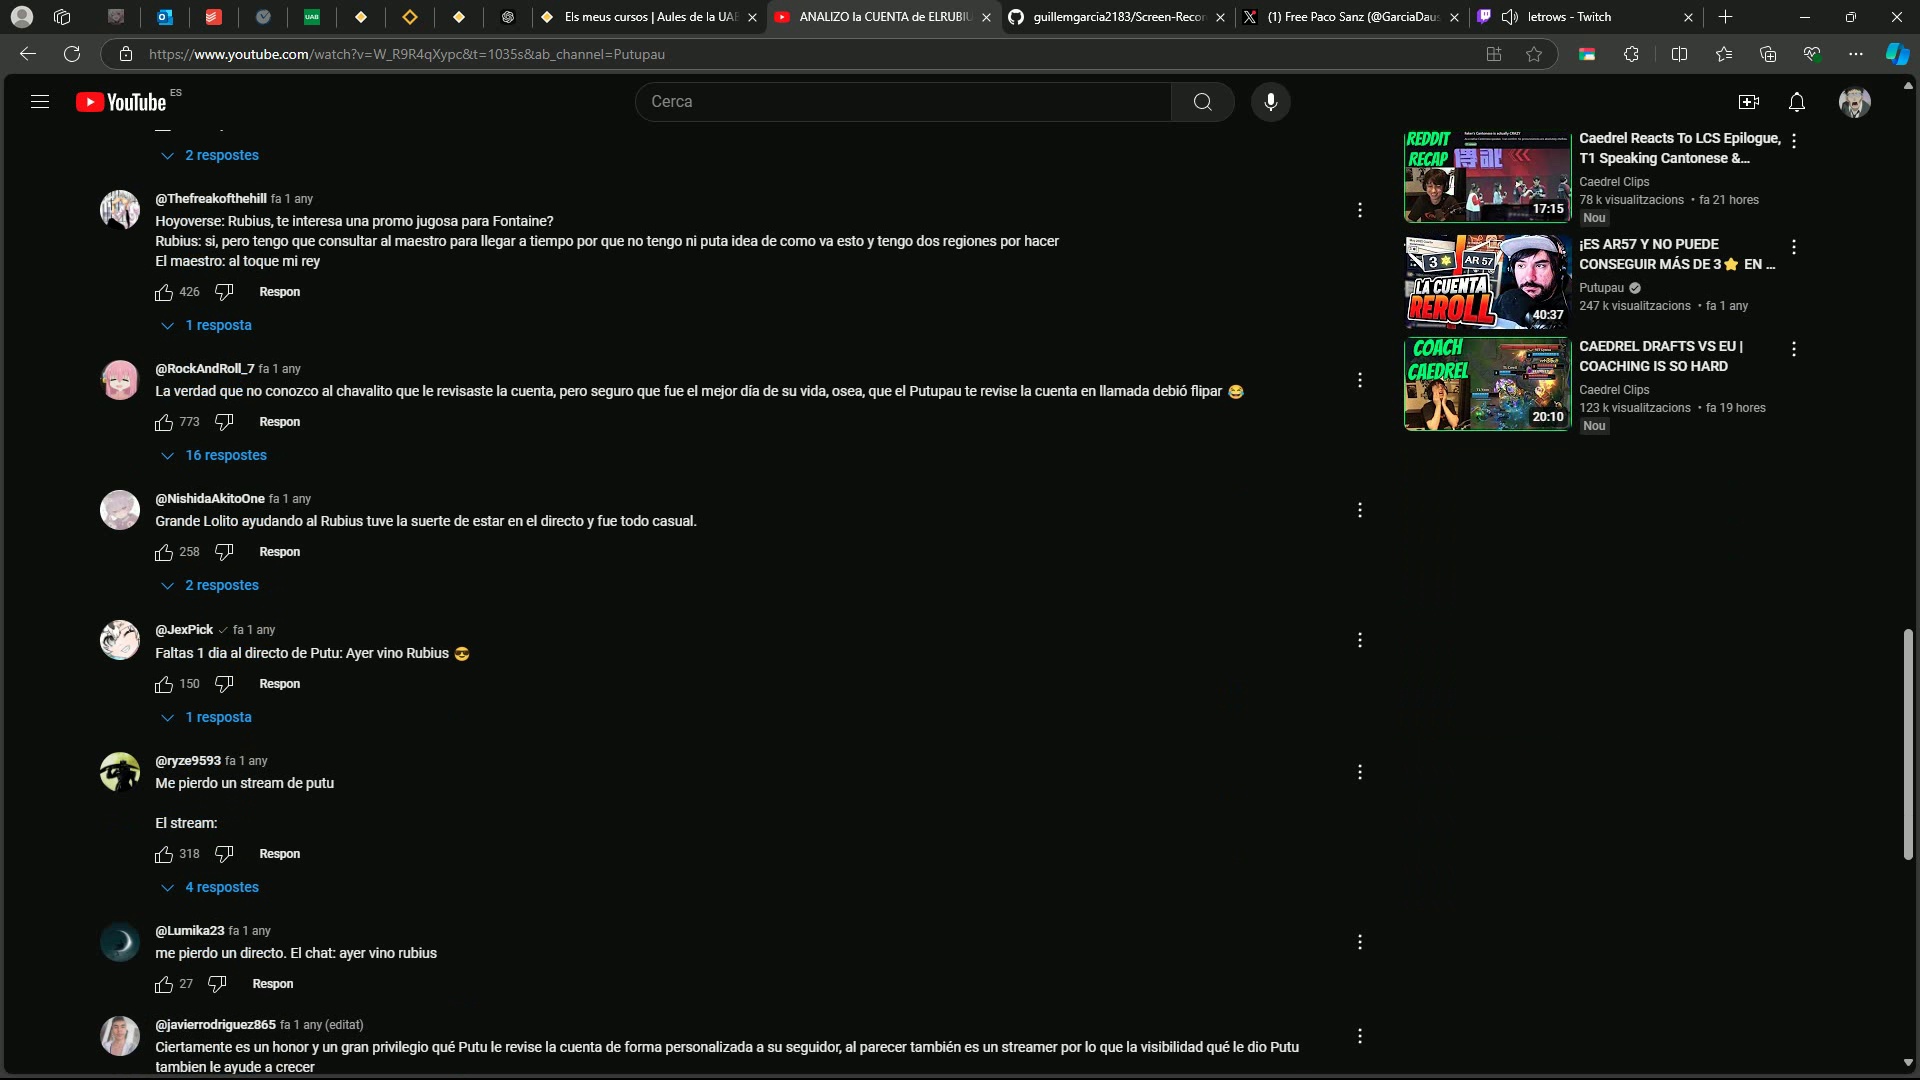 Els meus cursos | Aules de la UAB
ANALIZO la CUENTA de ELRUBIU
guillemgarcia2183/Screen-Recor
(1) Free Paco Sanz (@GarciaDaus
letrows - Twitch
https://www.youtube.com/watch?v=W_R9R4qXypc&t=1035s&ab_channel=Putupau
YouTube ES
Cerca
2 respostes
@Thefreakofthehill fa 1 any
Hoyoverse: Rubius, te interesa una promo jugosa para Fontaine?
Rubius: si, pero tengo que consultar al maestro para llegar a tiempo por que no tengo ni puta idea de como va esto y tengo dos regiones por hacer
El maestro: al toque mi rey
426 Respon
1 resposta
@RockAndRoll_7 fa 1 any
La verdad que no conozco al chavalito que le revisaste la cuenta, pero seguro que fue el mejor día de su vida, osea, que el Putupau te revise la cuenta en llamada debió flipar 😂
773 Respon
16 respostes
@NishidaAkitoOne fa 1 any
Grande Lolito ayudando al Rubius tuve la suerte de estar en el directo y fue todo casual.
258 Respon
2 respostes
@JexPick fa 1 any
Faltas 1 dia al directo de Putu: Ayer vino Rubius 😎
150 Respon
1 resposta
@ryze9593 fa 1 any
Me pierdo un stream de putu
El stream:
318 Respon
4 respostes
@Lumika23 fa 1 any
me pierdo un directo. El chat: ayer vino rubius
27 Respon
@javierrodriguez865 fa 1 any (editat)
Ciertamente es un honor y un gran privilegio qué Putu le revise la cuenta de forma personalizada a su seguidor, al parecer también es un streamer por lo que la visibilidad qué le dio Putu
tambien le ayude a crecer
REDDIT
RECAP
17:15
Caedrel Reacts To LCS Epilogue,
T1 Speaking Cantonese &...
Caedrel Clips
78 k visualitzacions • fa 21 hores
Nou
3 AR 57
LA CUENTA
REROLL
40:37
¡ES AR57 Y NO PUEDE
CONSEGUIR MÁS DE 3⭐ EN ...
Putupau
247 k visualitzacions • fa 1 any
COACH
CAEDREL
20:10
CAEDREL DRAFTS VS EU |
COACHING IS SO HARD
Caedrel Clips
123 k visualitzacions • fa 19 hores
Nou